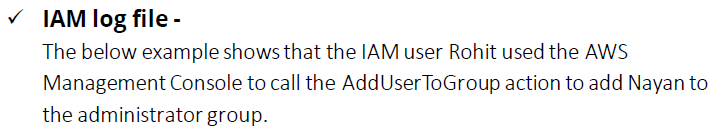 ✓ IAM log file -
The below example shows that the IAM user Rohit used the AWS
Management Console to call the AddUserToGroup action to add Nayan to
the administrator group.